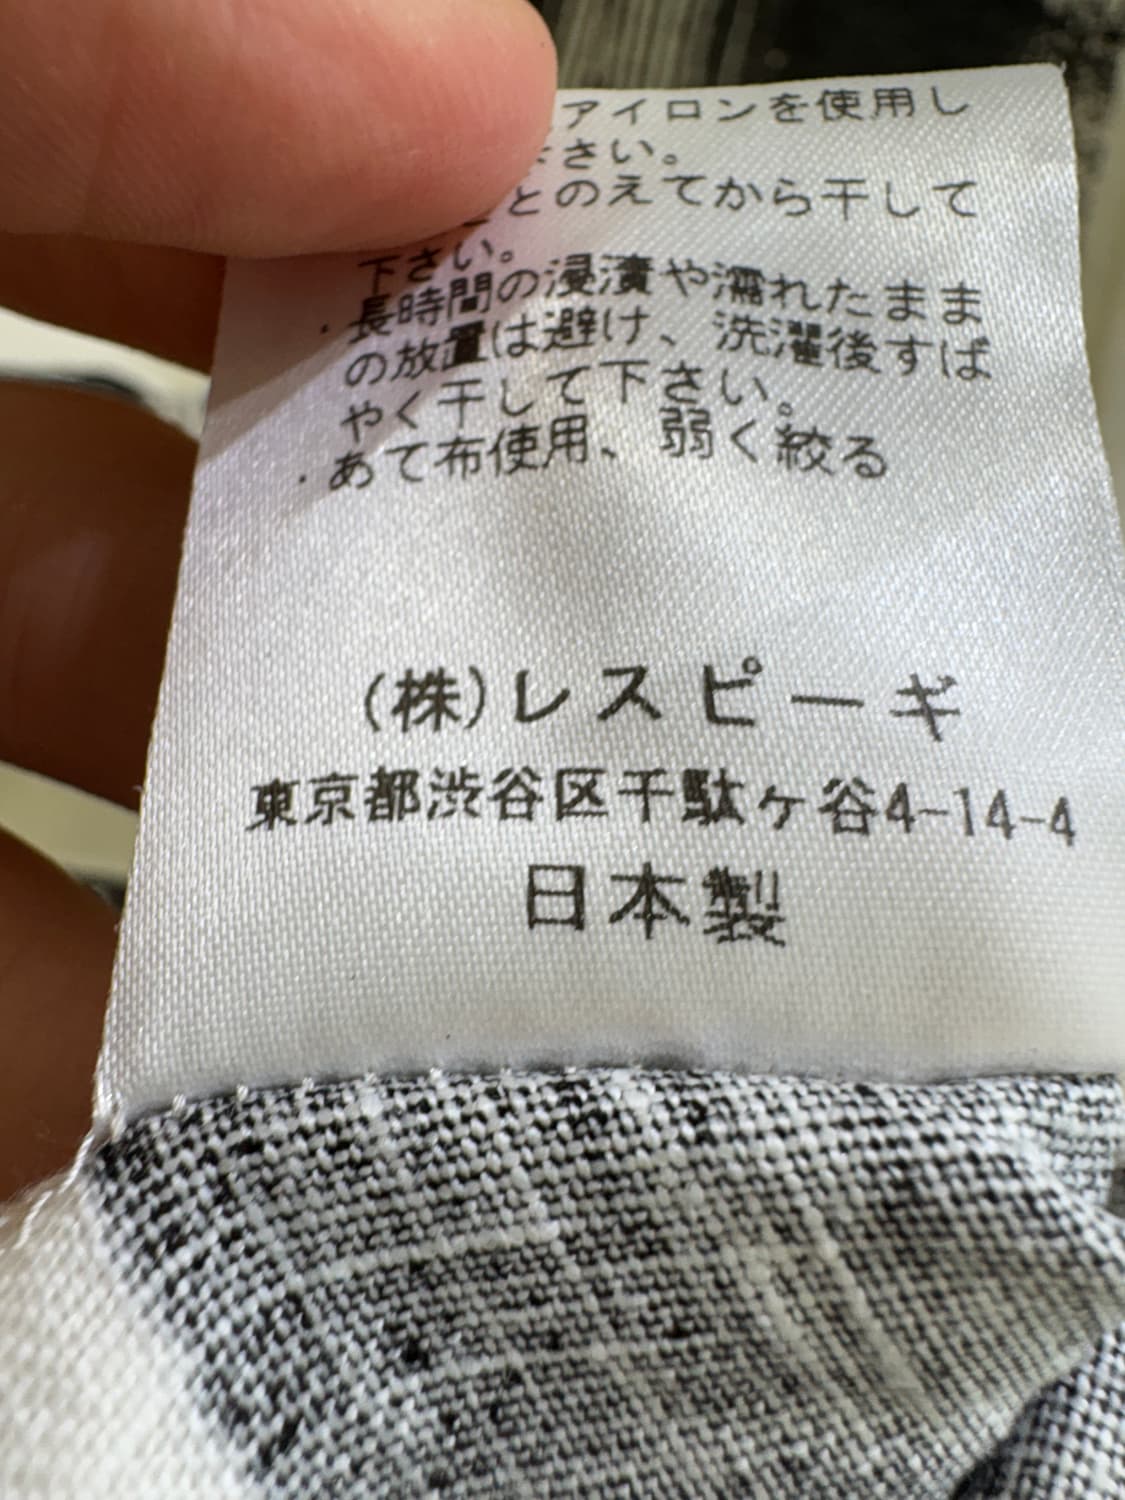 アイロンを使用し
さい。
とのえてから干して
下さい。
・長時間の浸漬や濡れたまま
の放置は避け、洗濯後すば
やく干して下さい。
・あて布使用、弱く絞る
(株)レスピーギ
東京都渋谷区千駄ヶ谷4-14-4
日本製